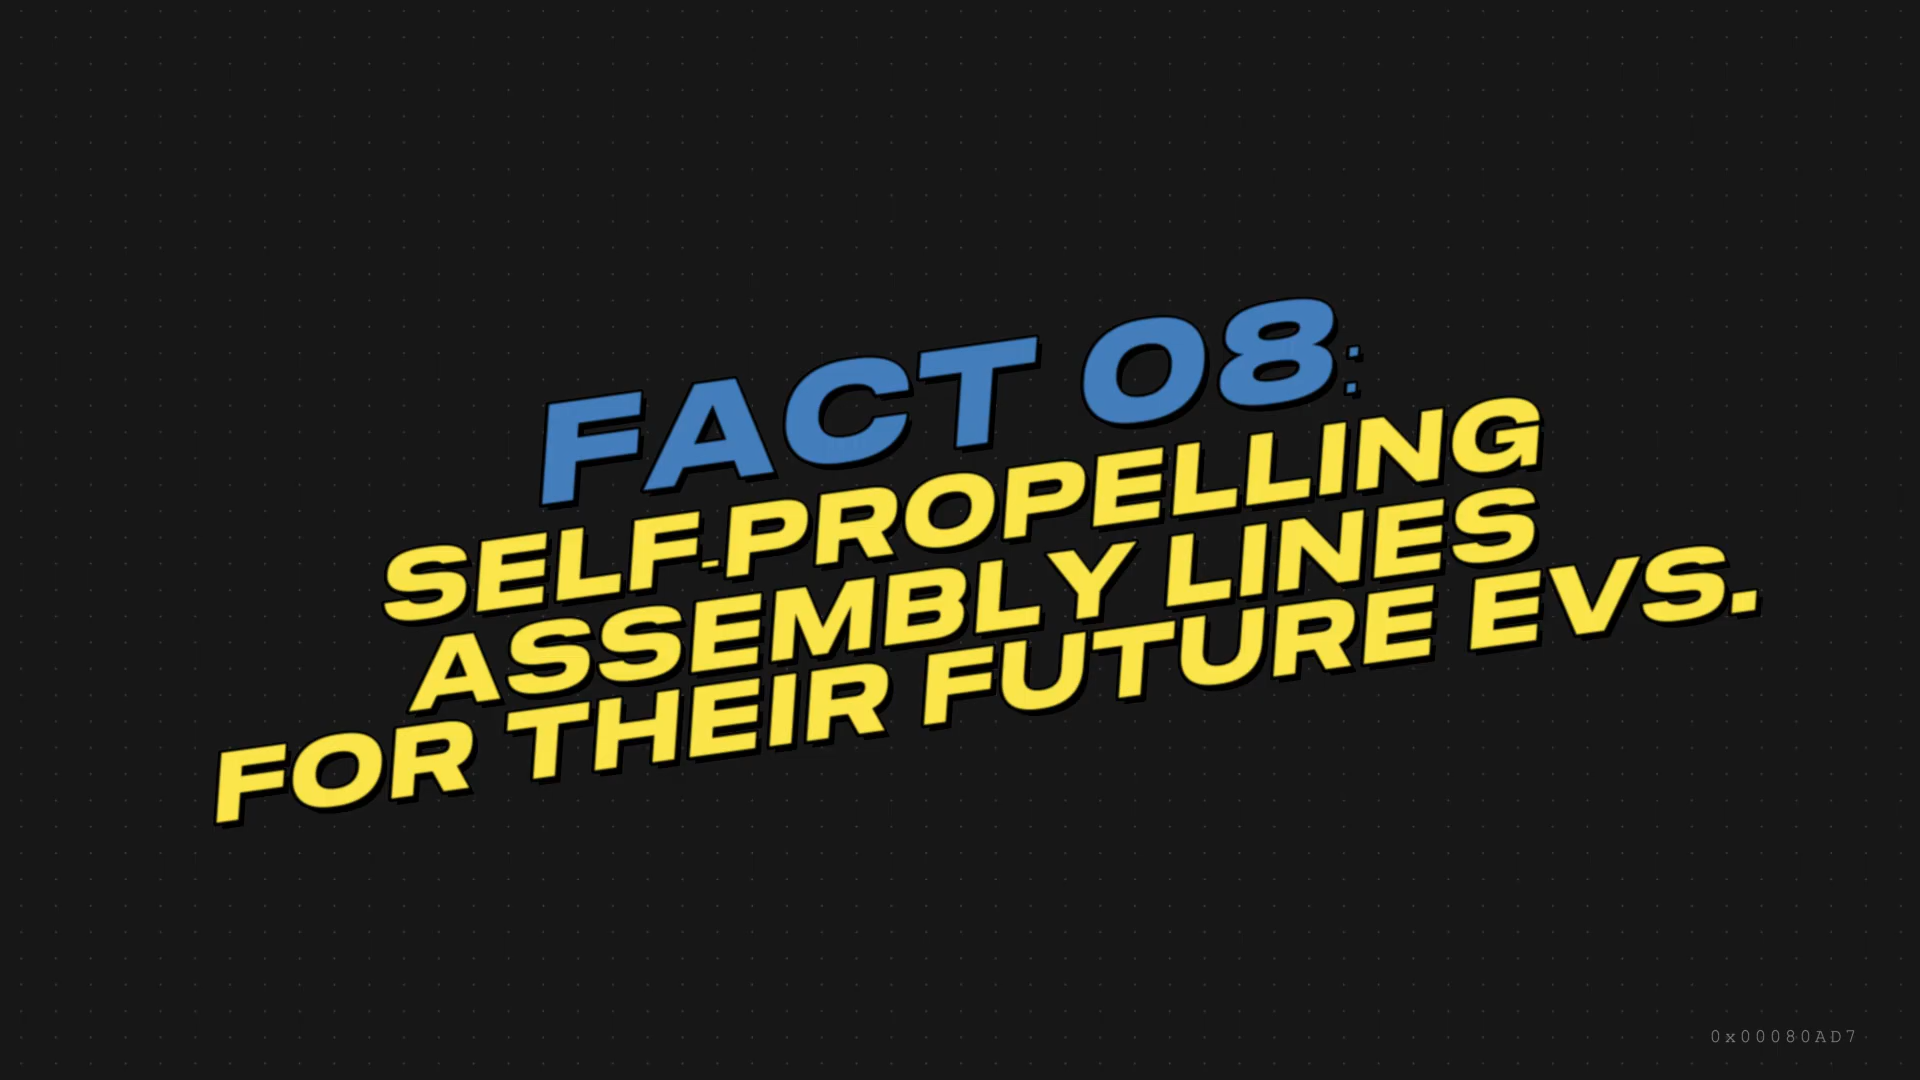 FACT 08:
SELF-PROPELLING
ASSEMBLY LINES
FOR THEIR FUTURE EVS.
0x00080AD7